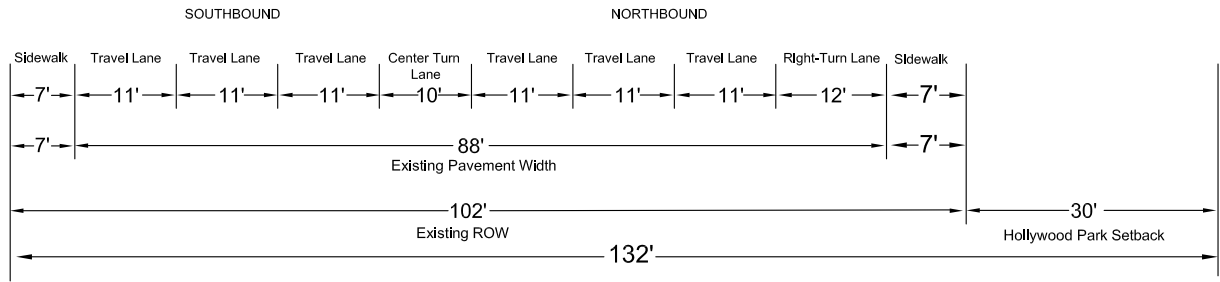 SOUTHBOUND NORTHBOUND
Sidewalk Travel Lane Travel Lane Travel Lane Center Turn Lane Travel Lane Travel Lane Travel Lane Right-Turn Lane Sidewalk
7' 11' 11' 11' 10' 11' 11' 11' 12' 7'
7' 88' 7'
Existing Pavement Width
102' 30'
Existing ROW Hollywood Park Setback
132'